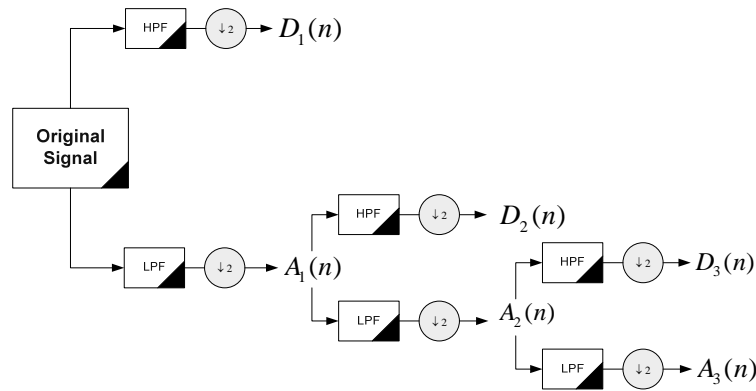 HPF
↓2
D₁(n)
Original
Signal
HPF
↓2
D₂(n)
LPF
↓2
A₁(n)
HPF
↓2
D₃(n)
LPF
↓2
A₂(n)
LPF
↓2
A₃(n)